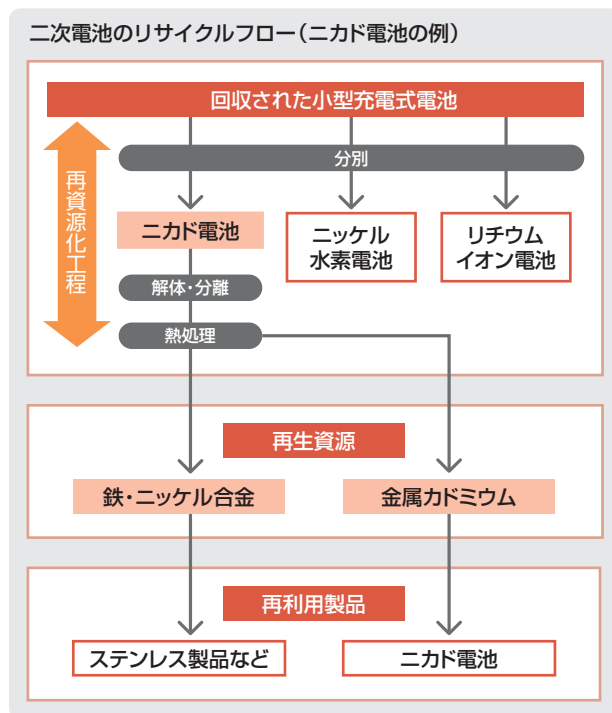 二次電池のリサイクルフロー（ニカド電池の例）
回収された小型充電式電池
再資源化工程
分別
ニカド電池
ニッケル
水素電池
リチウム
イオン電池
解体・分離
熱処理
再生資源
鉄・ニッケル合金
金属カドミウム
再利用製品
ステンレス製品など
ニカド電池